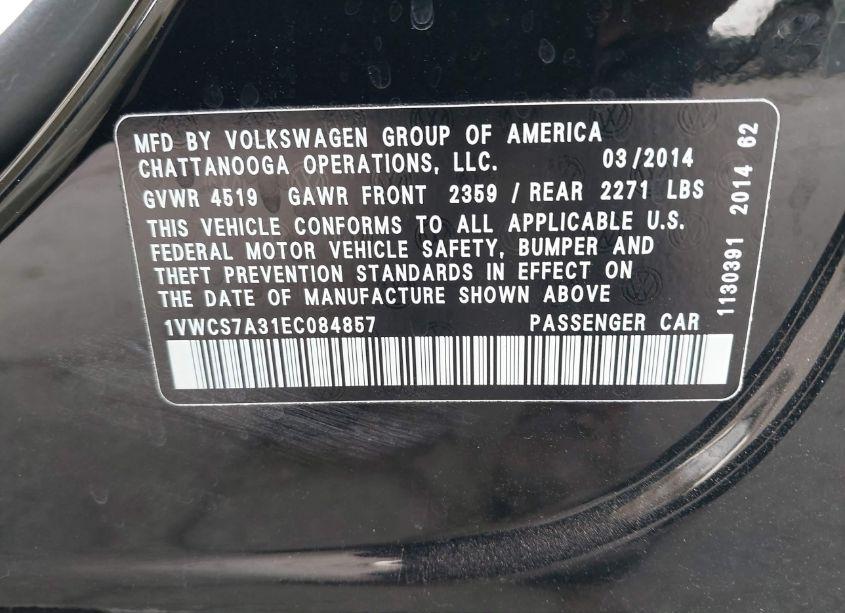 MFD BY VOLKSWAGEN GROUP OF AMERICA
CHATTANOOGA OPERATIONS, LLC. 03/2014
GVWR 4519 GAWR FRONT 2359 / REAR 2271 LBS
THIS VEHICLE CONFORMS TO ALL APPLICABLE U.S.
FEDERAL MOTOR VEHICLE SAFETY, BUMPER AND
THEFT PREVENTION STANDARDS IN EFFECT ON
THE DATE OF MANUFACTURE SHOWN ABOVE
1VWCS7A31EC084857 PASSENGER CAR
1130391 2014 62